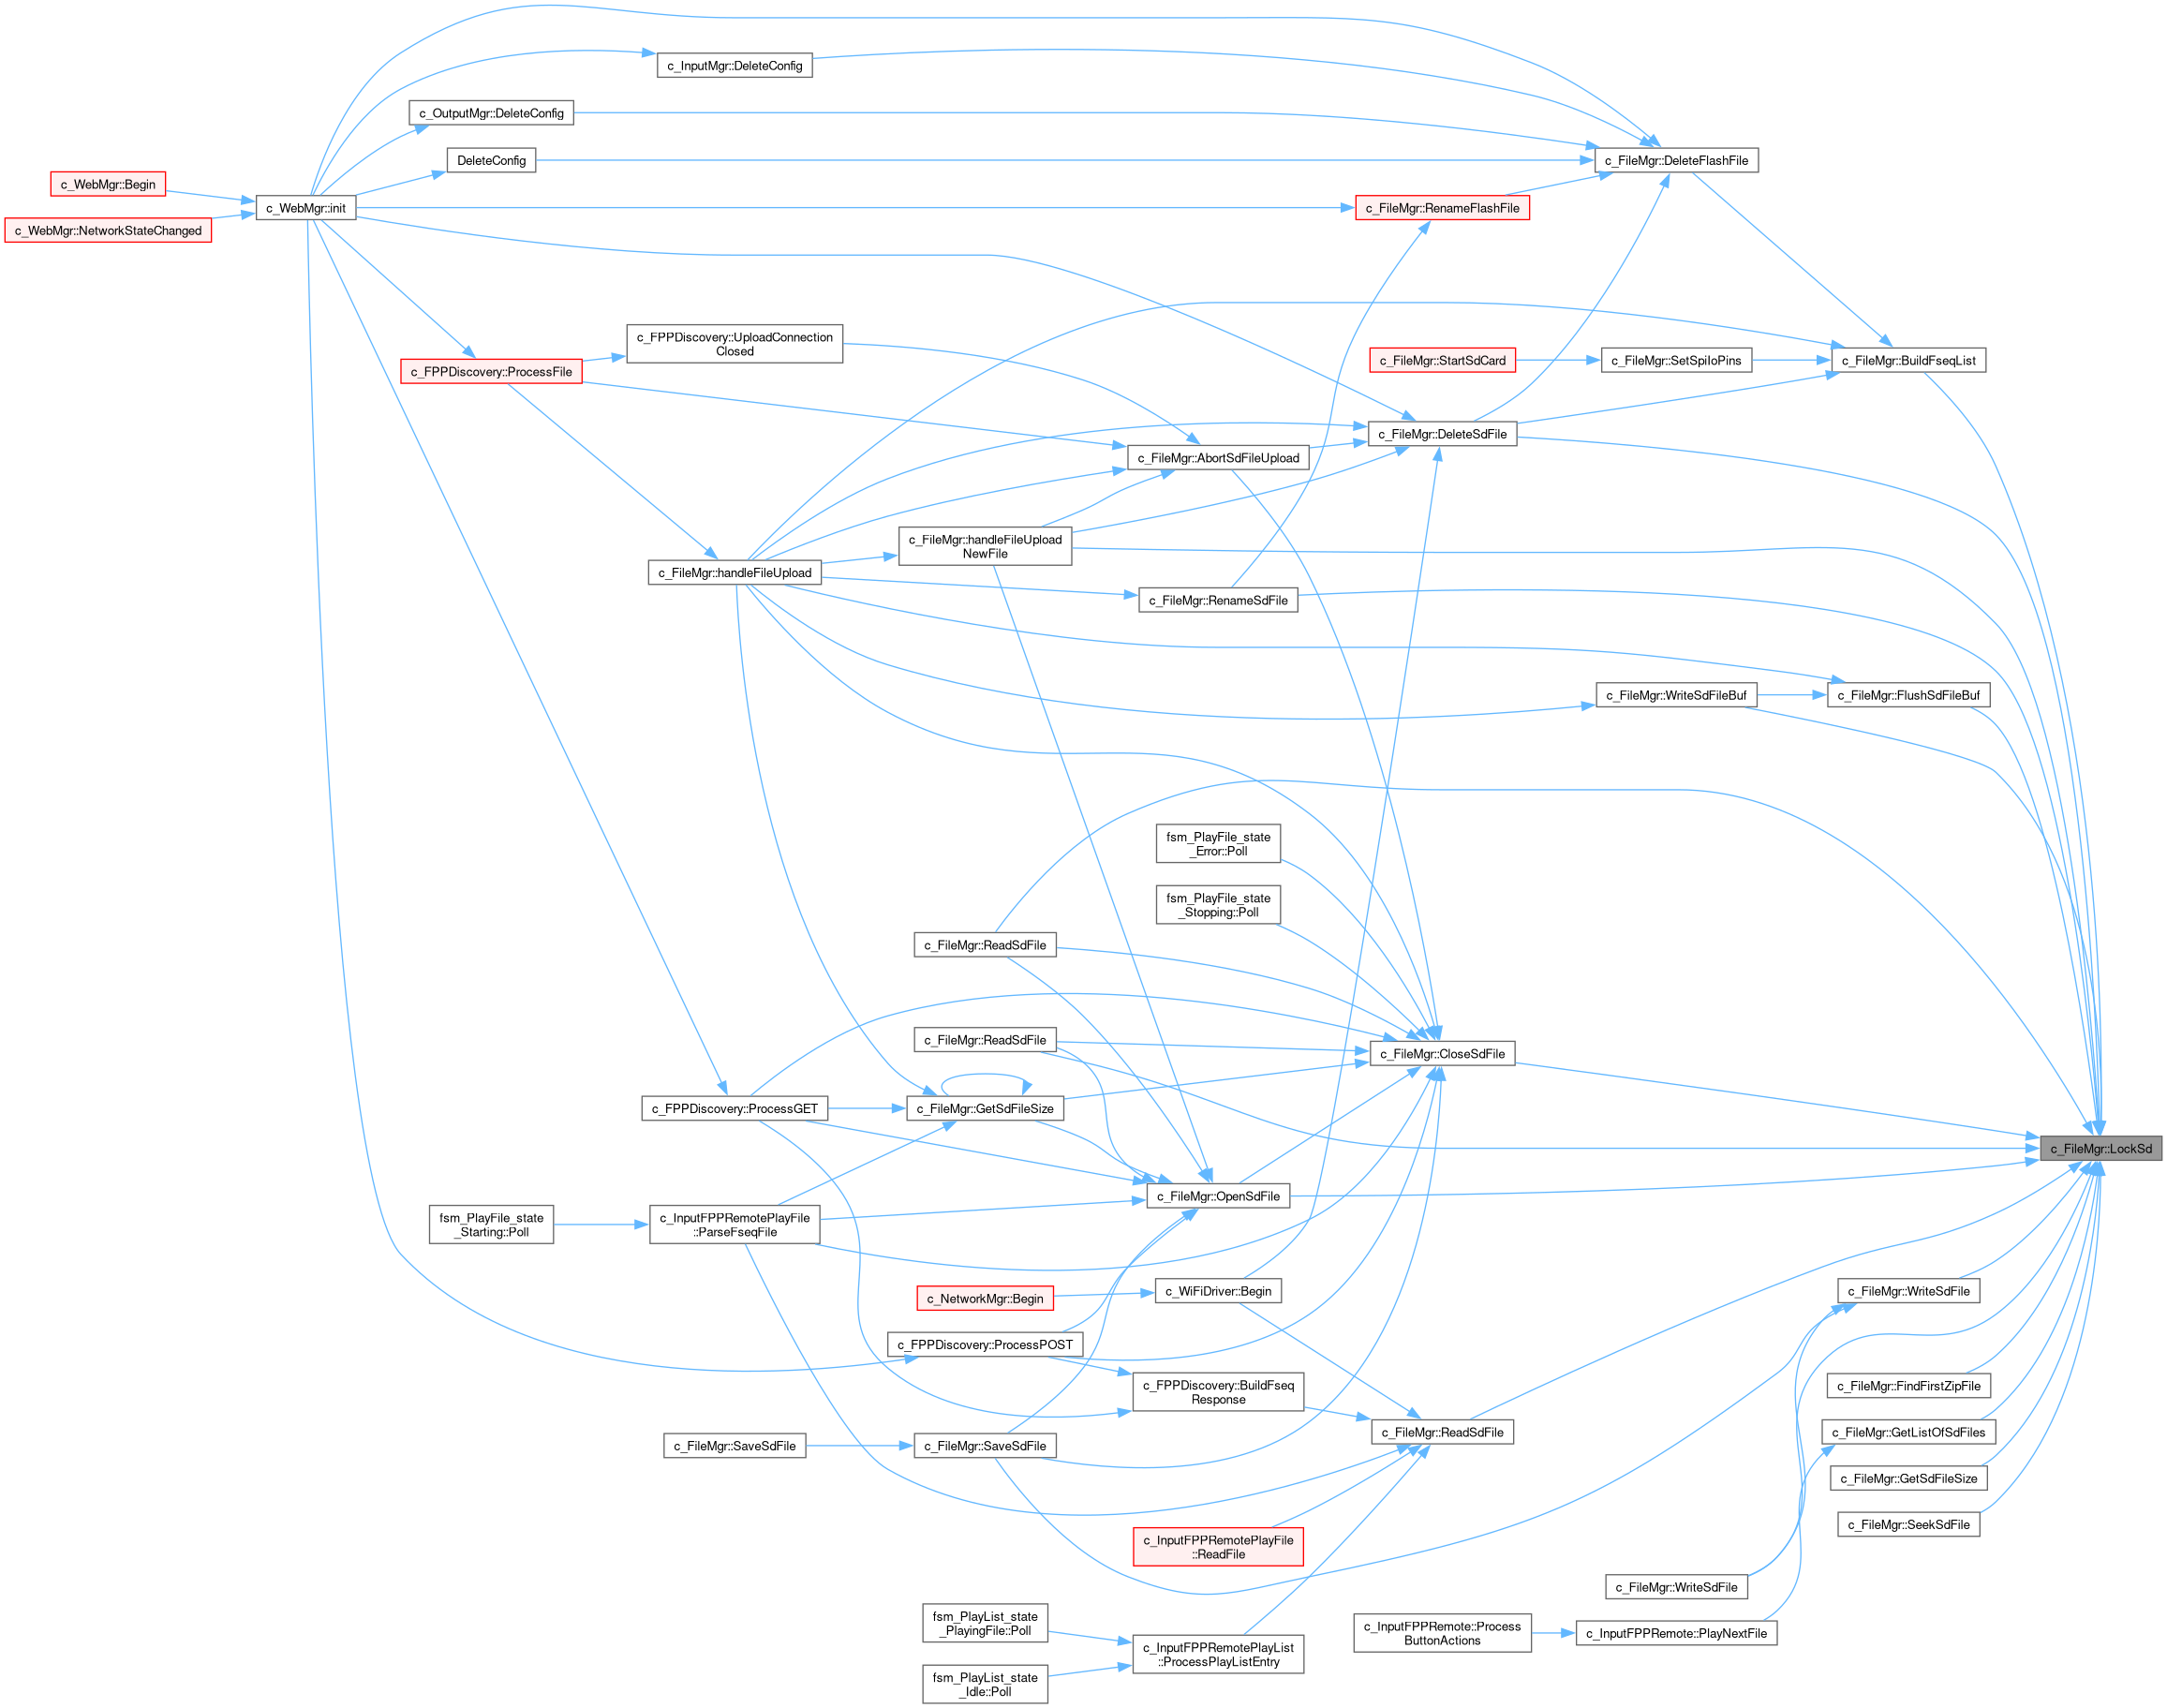 c_InputMgr::DeleteConfig
c_OutputMgr::DeleteConfig
DeleteConfig
c_FileMgr::DeleteFlashFile
c_WebMgr::Begin
c_WebMgr::init
c_FileMgr::RenameFlashFile
c_WebMgr::NetworkStateChanged
c_FPPDiscovery::UploadConnection
Closed
c_FPPDiscovery::ProcessFile
c_FileMgr::StartSdCard
c_FileMgr::SetSpiIoPins
c_FileMgr::BuildFseqList
c_FileMgr::DeleteSdFile
c_FileMgr::AbortSdFileUpload
c_FileMgr::handleFileUpload
NewFile
c_FileMgr::handleFileUpload
c_FileMgr::RenameSdFile
c_FileMgr::WriteSdFileBuf
c_FileMgr::FlushSdFileBuf
fsm_PlayFile_state
_Error::Poll
fsm_PlayFile_state
_Stopping::Poll
c_FileMgr::ReadSdFile
c_FileMgr::ReadSdFile
c_FileMgr::CloseSdFile
c_FPPDiscovery::ProcessGET
c_FileMgr::GetSdFileSize
c_FileMgr::LockSd
c_FileMgr::OpenSdFile
fsm_PlayFile_state
_Starting::Poll
c_InputFPPRemotePlayFile
::ParseFseqFile
c_NetworkMgr::Begin
c_WiFiDriver::Begin
c_FileMgr::WriteSdFile
c_FPPDiscovery::ProcessPOST
c_FPPDiscovery::BuildFseq
Response
c_FileMgr::FindFirstZipFile
c_FileMgr::SaveSdFile
c_FileMgr::SaveSdFile
c_FileMgr::ReadSdFile
c_FileMgr::GetListOfSdFiles
c_FileMgr::GetSdFileSize
c_InputFPPRemotePlayFile
::ReadFile
c_FileMgr::SeekSdFile
c_FileMgr::WriteSdFile
fsm_PlayList_state
_PlayingFile::Poll
c_InputFPPRemotePlayList
::ProcessPlayListEntry
c_InputFPPRemote::Process
ButtonActions
c_InputFPPRemote::PlayNextFile
fsm_PlayList_state
_Idle::Poll